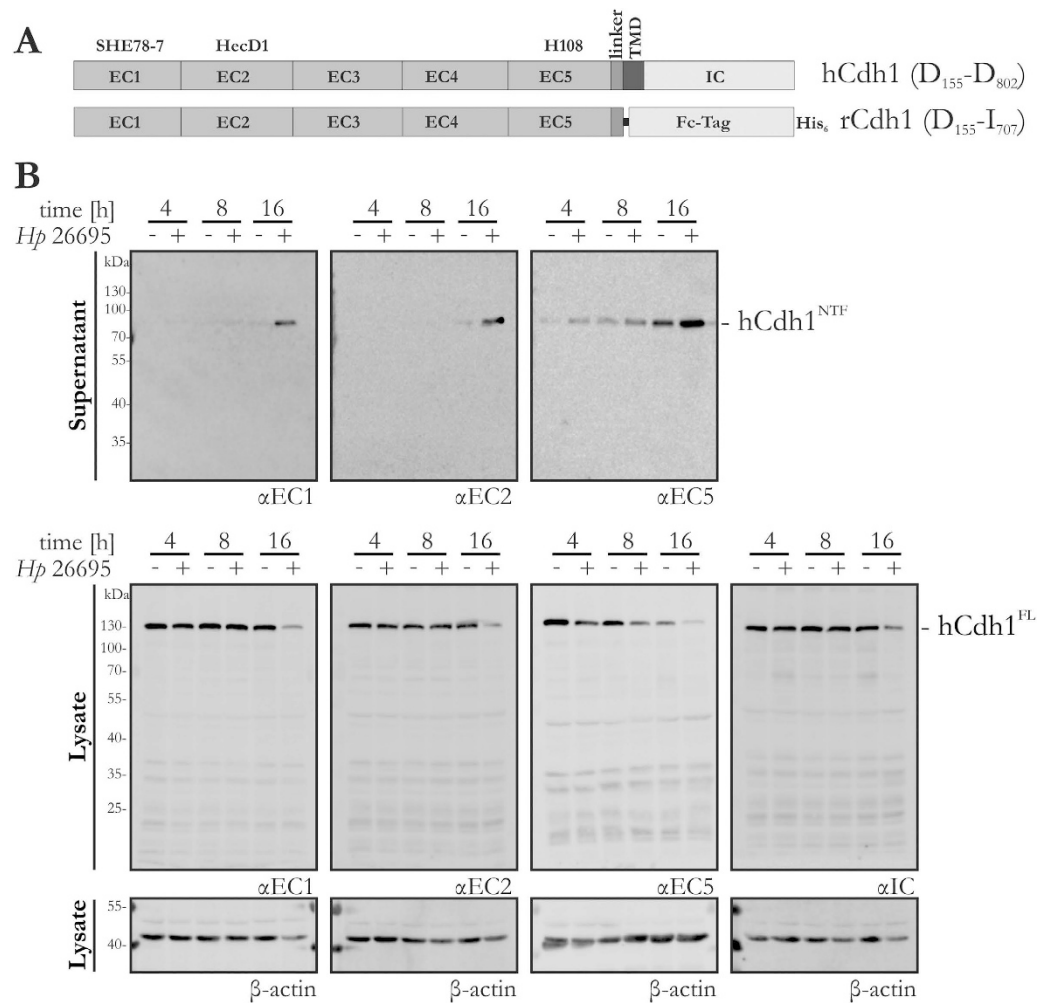 A
SHE78-7 HecD1 H108 linker TMD
EC1 EC2 EC3 EC4 EC5 IC hCdh1 (D155-D802)
EC1 EC2 EC3 EC4 EC5 Fc-Tag His6 rCdh1 (D155-I707)
B
time [h] 4 8 16 4 8 16 4 8 16
Hp 26695 - + - + - + - + - + - + - + - + - +
kDa
130-
100-
70-
55-
40-
35-
Supernatant
- hCdh1NTF
αEC1 αEC2 αEC5
time [h] 4 8 16 4 8 16 4 8 16 4 8 16
Hp 26695 - + - + - + - + - + - + - + - + - + - + - + - +
kDa
130-
100-
70-
55-
40-
35-
25-
Lysate
- hCdh1FL
αEC1 αEC2 αEC5 αIC
55-
40-
Lysate
β-actin β-actin β-actin β-actin